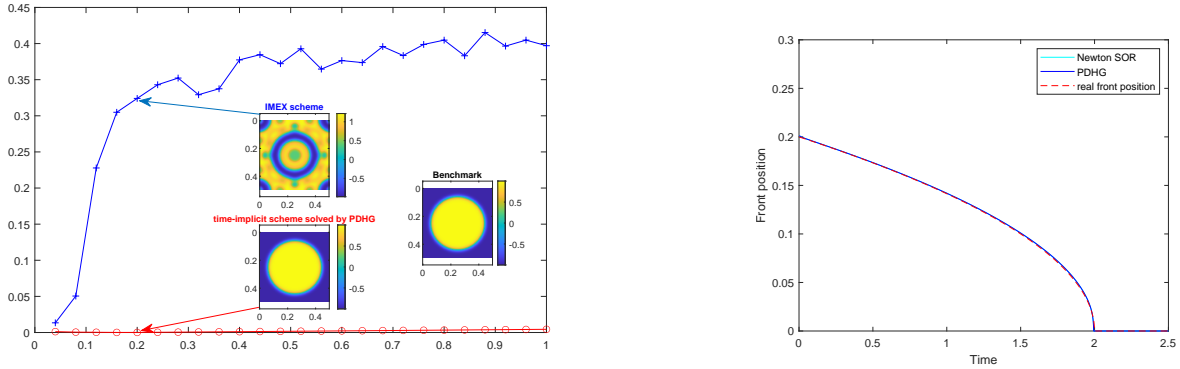 0.45
0.4
0.35
0.3
0.25
0.2
0.15
0.1
0.05
0
0 0.1 0.2 0.3 0.4 0.5 0.6 0.7 0.8 0.9 1
IMEX scheme
0
0.2
0.4
0 0.2 0.4
1
0.5
0
-0.5
time-implicit scheme solved by PDHG
0
0.2
0.4
0 0.2 0.4
0.5
0
-0.5
Benchmark
0
0.2
0.4
0 0.2 0.4
0.5
0
-0.5
0.3
0.25
0.2
0.15
0.1
0.05
0
Front position
0 0.5 1 1.5 2 2.5
Time
Newton SOR
PDHG
real front position